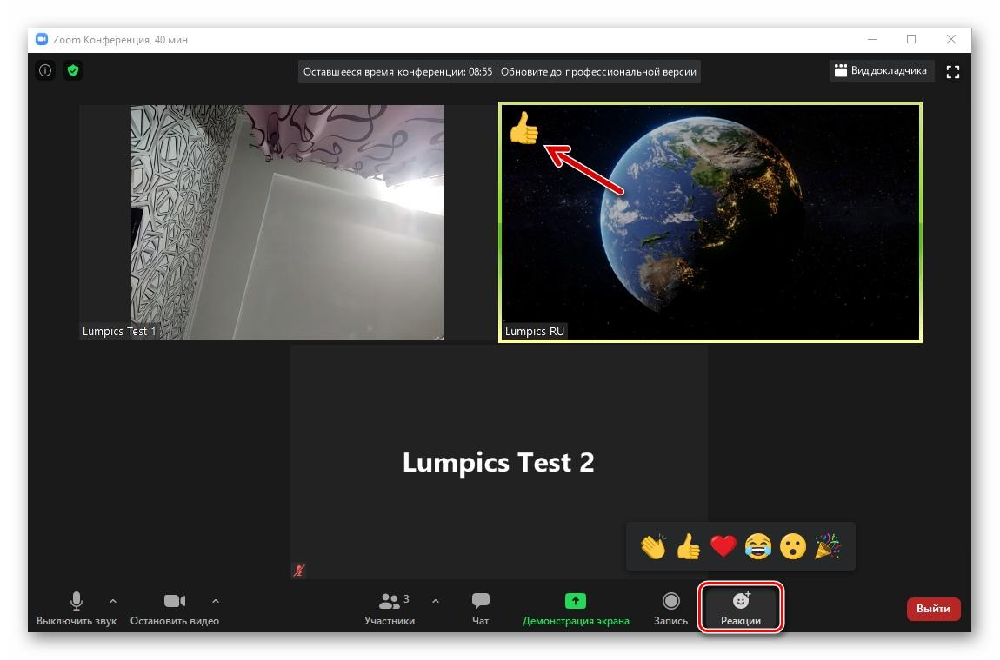 Zoom Конференция, 40 мин
Оставшееся время конференции: 08:55 | Обновите до профессиональной версии
Вид докладчика
Lumpics Test 1
Lumpics RU
Lumpics Test 2
3
Выключить звук
Остановить видео
Участники
Чат
Демонстрация экрана
Запись
Реакции
Выйти